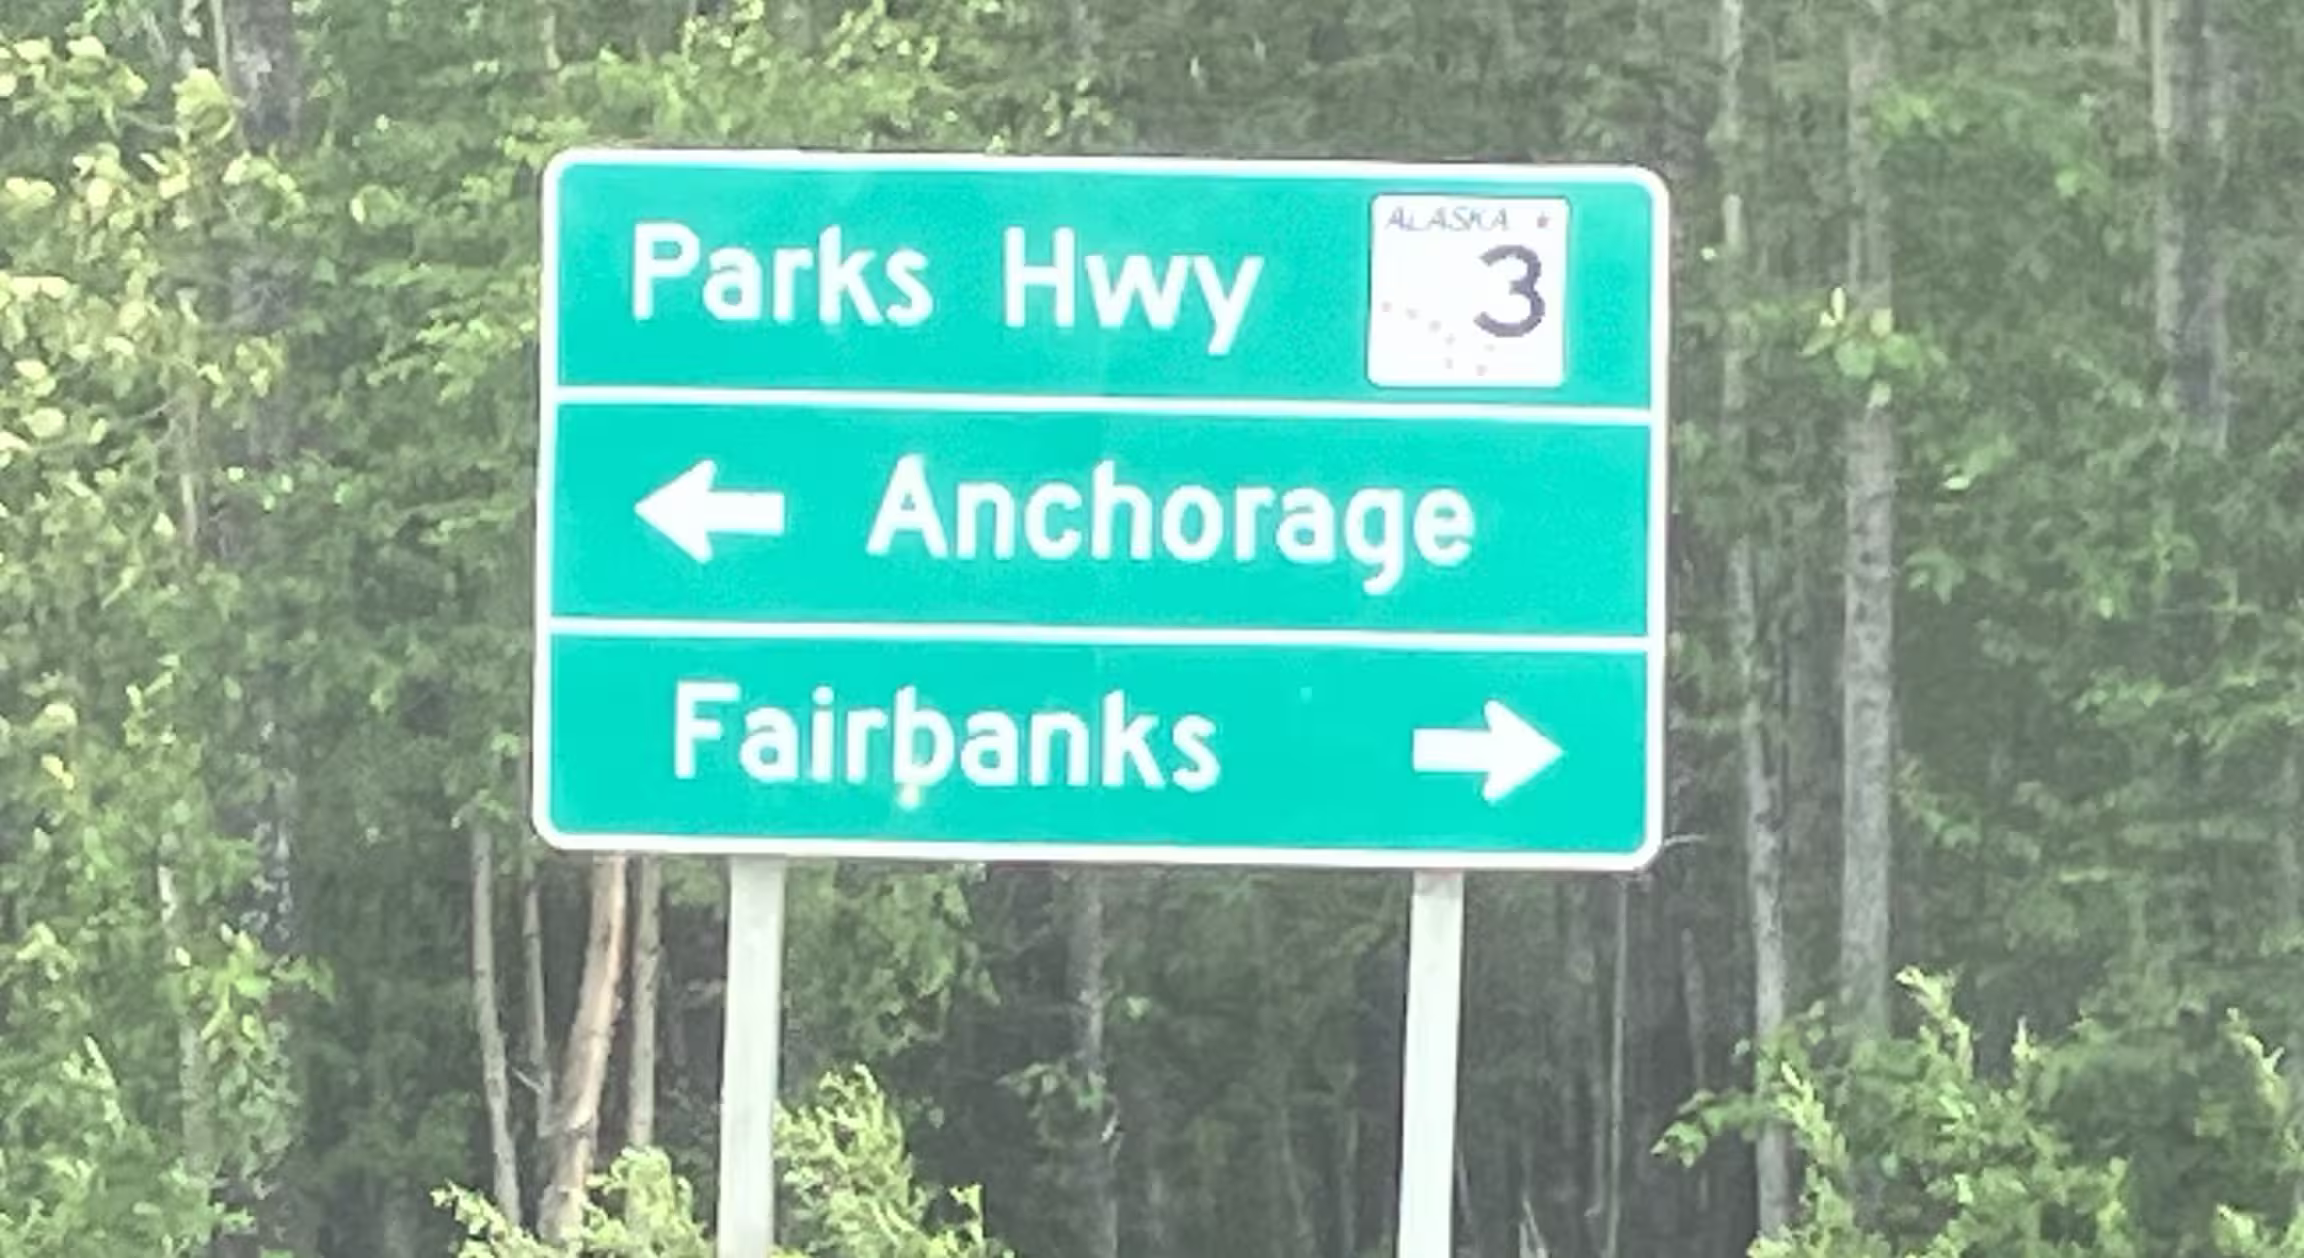 Parks Hwy
ALASKA
3
Anchorage
Fairbanks